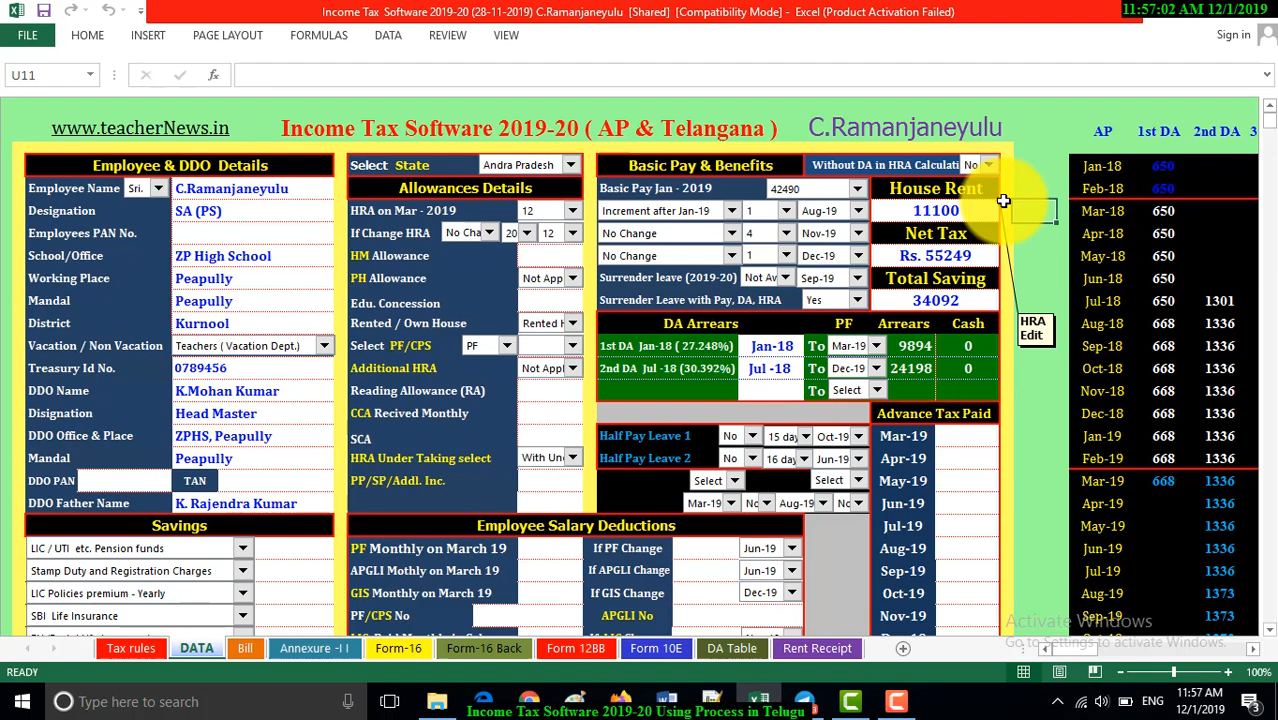 Income Tax Software 2019-20 (28-11-2019) C.Ramanjaneyulu [Shared] [Compatibility Mode] - Excel (Product Activation Failed)
11:57:02 AM 12/1/2019
FILE HOME INSERT PAGE LAYOUT FORMULAS DATA REVIEW VIEW Sign in
U11
www.teacherNews.in Income Tax Software 2019-20 ( AP & Telangana ) C.Ramanjaneyulu AP 1st DA 2nd DA 3
Employee & DDO Details
Employee Name Sri. C.Ramanjaneyulu
Designation SA (PS)
Employees PAN No.
School/Office ZP High School
Working Place Peapully
Mandal Peapully
District Kurnool
Vacation / Non Vacation Teachers ( Vacation Dept.)
Treasury Id No. 0789456
DDO Name K.Mohan Kumar
Disignation Head Master
DDO Office & Place ZPHS, Peapully
Mandal Peapully
DDO PAN TAN
DDO Father Name K. Rajendra Kumar
Savings
LIC / UTI etc. Pension funds
Stamp Duty and Registration Charges
LIC Policies premium - Yearly
SBI Life Insurance
Select State Andra Pradesh
Allowances Details
HRA on Mar - 2019 12
If Change HRA No Cha 20 12
HM Allowance
PH Allowance Not App
Edu. Concession
Rented / Own House Rented H
Select PF/CPS PF
Additional HRA Not Appl
Reading Allowance (RA)
CCA Recived Monthly
SCA
HRA Under Taking select With Un
PP/SP/Addl. Inc.
Employee Salary Deductions
PF Monthly on March 19 If PF Change Jun-19
APGLI Mothly on March 19 If APGLI Change Jun-19
GIS Monthly on March 19 If GIS Change Dec-19
PF/CPS No APGLI No
Basic Pay & Benefits Without DA in HRA Calculati No
Basic Pay Jan - 2019 42490
Increment after Jan-19 1 Aug-19
No Change 4 Nov-19
No Change 1 Dec-19
Surrender leave (2019-20) Not Av Sep-19
Surrender Leave with Pay, DA, HRA Yes
House Rent
11100
Net Tax
Rs. 55249
Total Saving
34092
HRA
Edit
DA Arrears PF Arrears Cash
1st DA Jan-18 ( 27.248%) Jan-18 To Mar-19 9894 0
2nd DA Jul -18 (30.392%) Jul -18 To Dec-19 24198 0
To Select
Half Pay Leave 1 No 15 day Oct-19
Half Pay Leave 2 No 16 day Jun-19
Select Select
Mar-19 Nc Aug-19 Nc
Advance Tax Paid
Mar-19
Apr-19
May-19
Jun-19
Jul-19
Aug-19
Sep-19
Oct-19
Nov-19
Jan-18 650
Feb-18 650
Mar-18 650
Apr-18 650
May-18 650
Jun-18 650
Jul-18 650 1301
Aug-18 668 1336
Sep-18 668 1336
Oct-18 668 1336
Nov-18 668 1336
Dec-18 668 1336
Jan-19 668 1336
Feb-19 668 1336
Mar-19 668 1336
Apr-19 1336
May-19 1336
Jun-19 1336
Jul-19 1336
Aug-19 1373
Sep-19 1373
Oct-19 1373
Activate Windows
Go to Settings to activate Windows.
Tax rules DATA Bill Annexure -I I Form-16 Form-16 Back Form 12BB Form 10E DA Table Rent Receipt
READY 100%
Type here to search ENG 11:57 AM
12/1/2019
3
Income Tax Software 2019-20 Using Process in Telugu